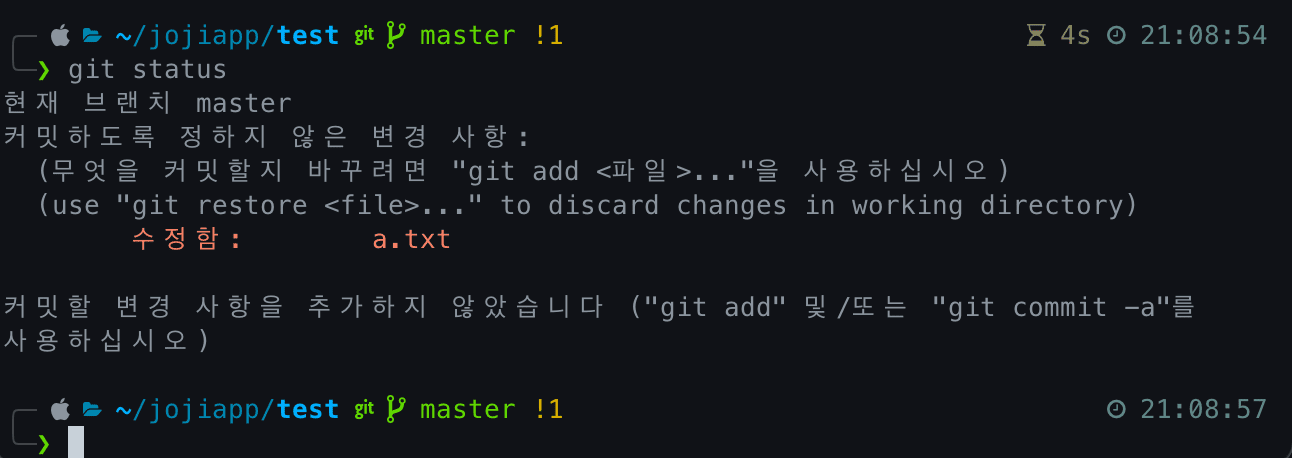 ~/jojiapp/test git master !1 4s 21:08:54
❯ git status
현재 브랜치 master
커밋하도록 정하지 않은 변경 사항:
(무엇을 커밋할지 바꾸려면 "git add <파일>..."을 사용하십시오)
(use "git restore <file>..." to discard changes in working directory)
수정함: a.txt
커밋할 변경 사항을 추가하지 않았습니다 ("git add" 및/또는 "git commit -a"를
사용하십시오)
~/jojiapp/test git master !1 21:08:57
❯